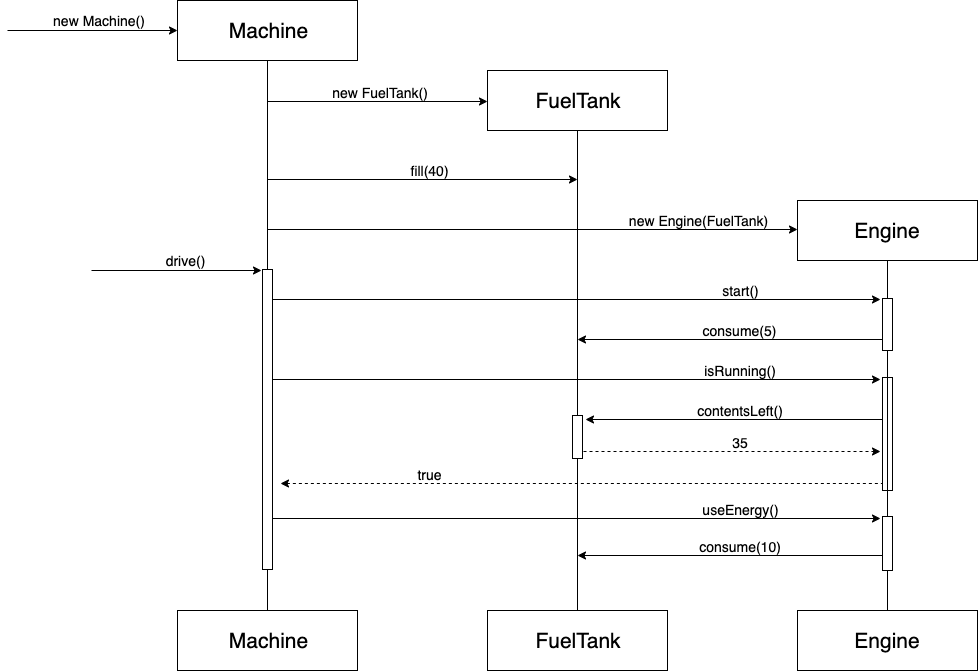 new Machine()
Machine
new FuelTank()
FuelTank
fill(40)
new Engine(FuelTank)
Engine
drive()
start()
consume(5)
isRunning()
contentsLeft()
35
true
useEnergy()
consume(10)
Machine
FuelTank
Engine